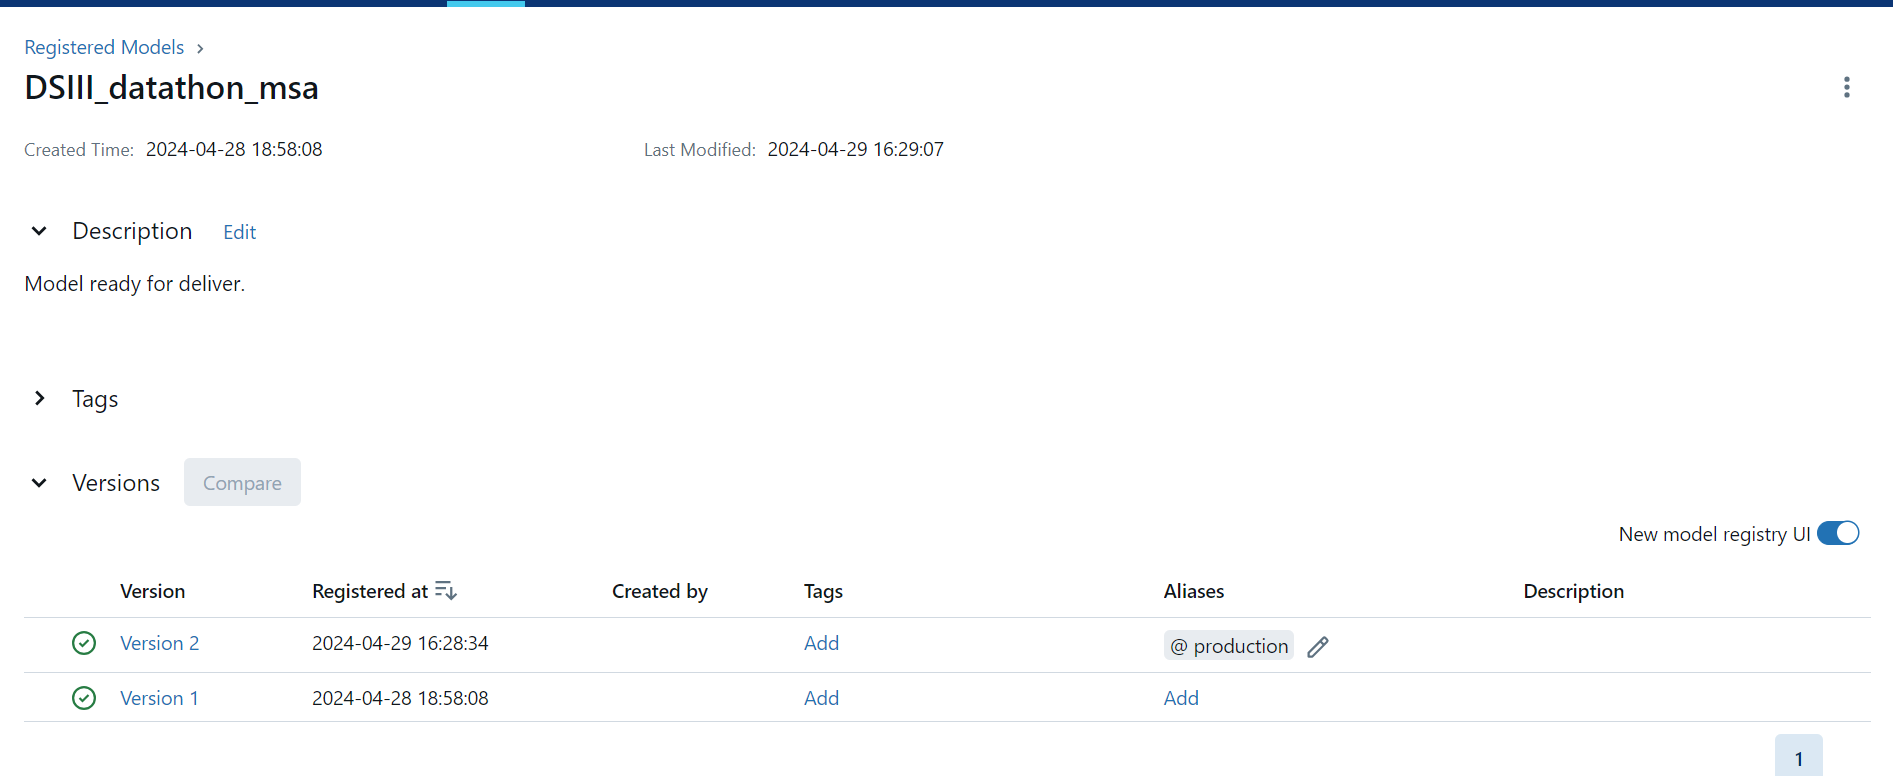 Registered Models
DSIII_datathon_msa
Created Time: 2024-04-28 18:58:08 Last Modified: 2024-04-29 16:29:07
Description Edit
Model ready for deliver.
Tags
Versions Compare
New model registry UI
Version Registered at Created by Tags Aliases Description
Version 2 2024-04-29 16:28:34 Add @ production
Version 1 2024-04-28 18:58:08 Add Add
1